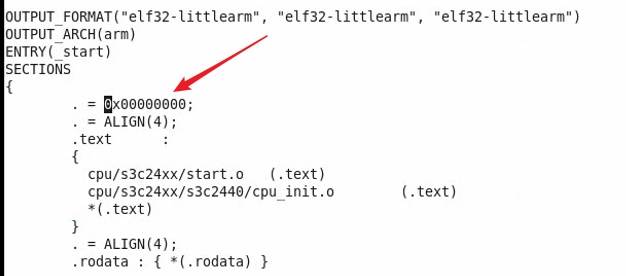 OUTPUT_FORMAT("elf32-littlearm", "elf32-littlearm", "elf32-littlearm")
OUTPUT_ARCH(arm)
ENTRY(_start)
SECTIONS
{
        . = 0x00000000;
        . = ALIGN(4);
        .text      :
        {
          cpu/s3c24xx/start.o   (.text)
          cpu/s3c24xx/s3c2440/cpu_init.o        (.text)
          *(.text)
        }
        . = ALIGN(4);
        .rodata : { *(.rodata) }